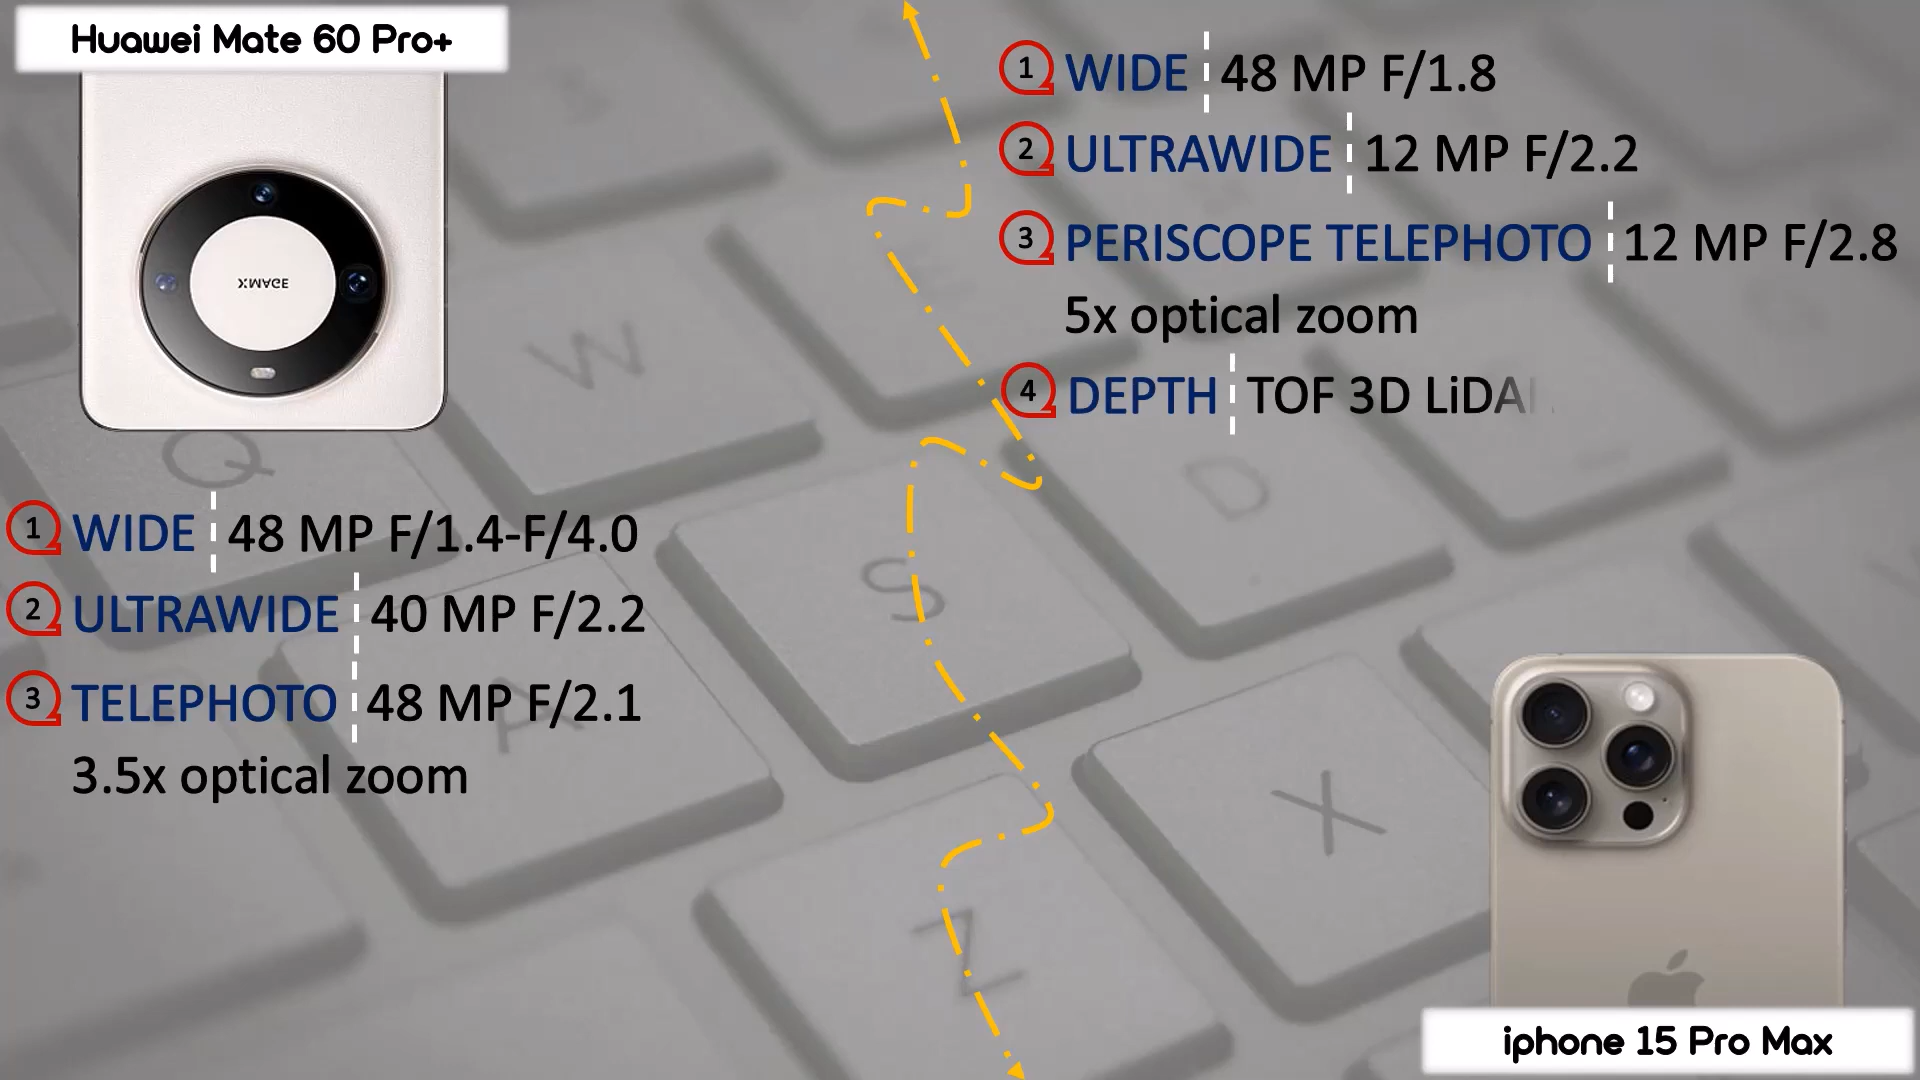 Huawei Mate 60 Pro+
XMAGE
1 WIDE 48 MP F/1.4-F/4.0
2 ULTRAWIDE 40 MP F/2.2
3 TELEPHOTO 48 MP F/2.1
3.5x optical zoom
1 WIDE 48 MP F/1.8
2 ULTRAWIDE 12 MP F/2.2
3 PERISCOPE TELEPHOTO 12 MP F/2.8
5x optical zoom
4 DEPTH TOF 3D LiDA
iphone 15 Pro Max
Q
W
A
S
D
Z
X